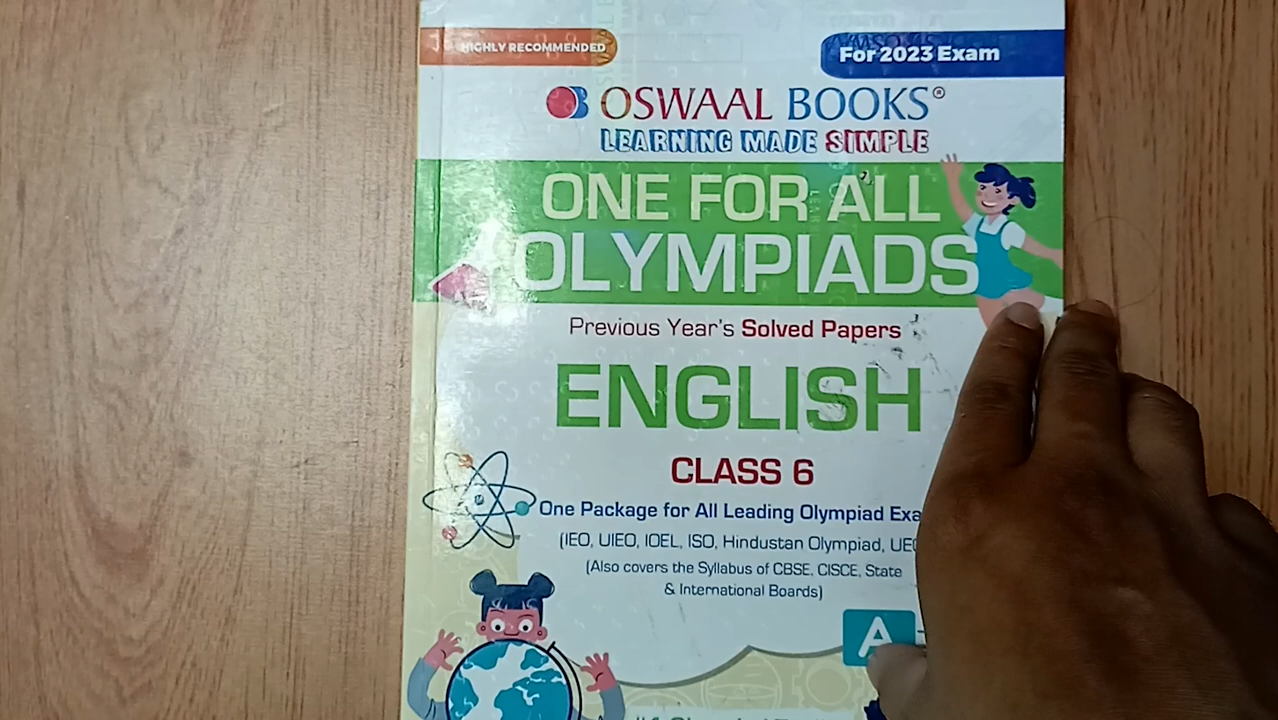 HIGHLY RECOMMENDED
For 2023 Exam
OSWAAL BOOKS®
LEARNING MADE SIMPLE
ONE FOR ALL
OLYMPIADS
Previous Year's Solved Papers
ENGLISH
CLASS 6
One Package for All Leading Olympiad
(IEO, UIEO, IOEL, ISO, Hindustan Olympiad,
(Also covers the Syllabus of CBSE, CISCE, State
& International Boards)
A